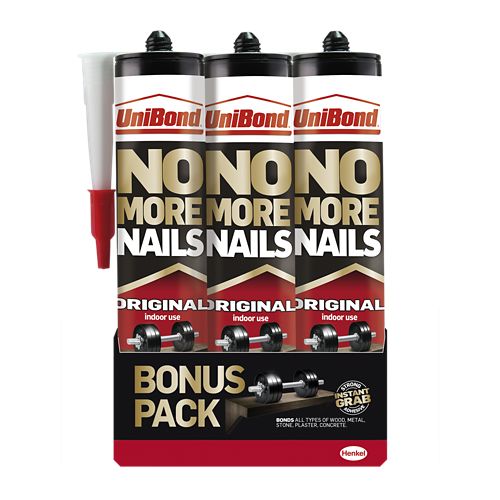 UniBond
NO
MORE
NAILS
ORIGINAL
indoor use
UniBond
NO
MORE
NAILS
ORIGINAL
indoor use
UniBond
NO
MORE
NAILS
ORIGINAL
indoor use
BONUS
PACK
STRONG
INSTANT
GRAB
ADHESIVE
BONDS ALL TYPES OF WOOD, METAL,
STONE, PLASTER, CONCRETE.
Henkel